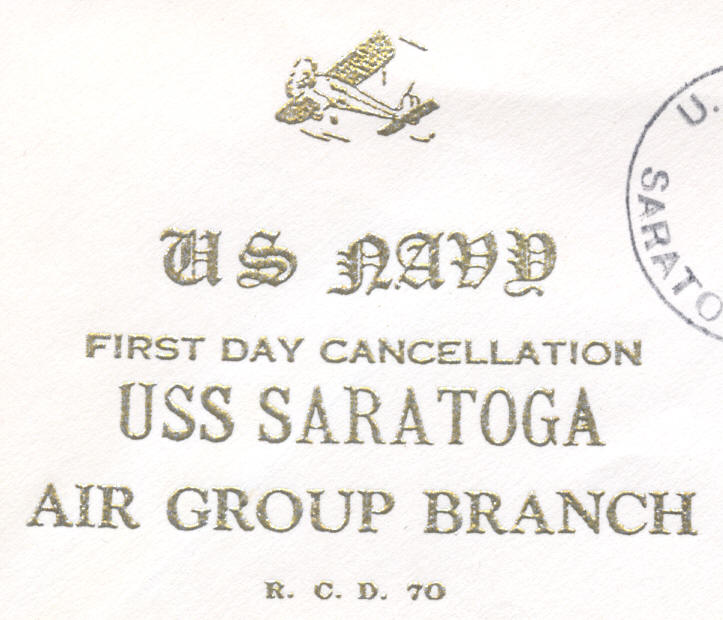 US NAVY
FIRST DAY CANCELLATION
USS SARATOGA
AIR GROUP BRANCH
R. C. D. 70
U.
SARATO